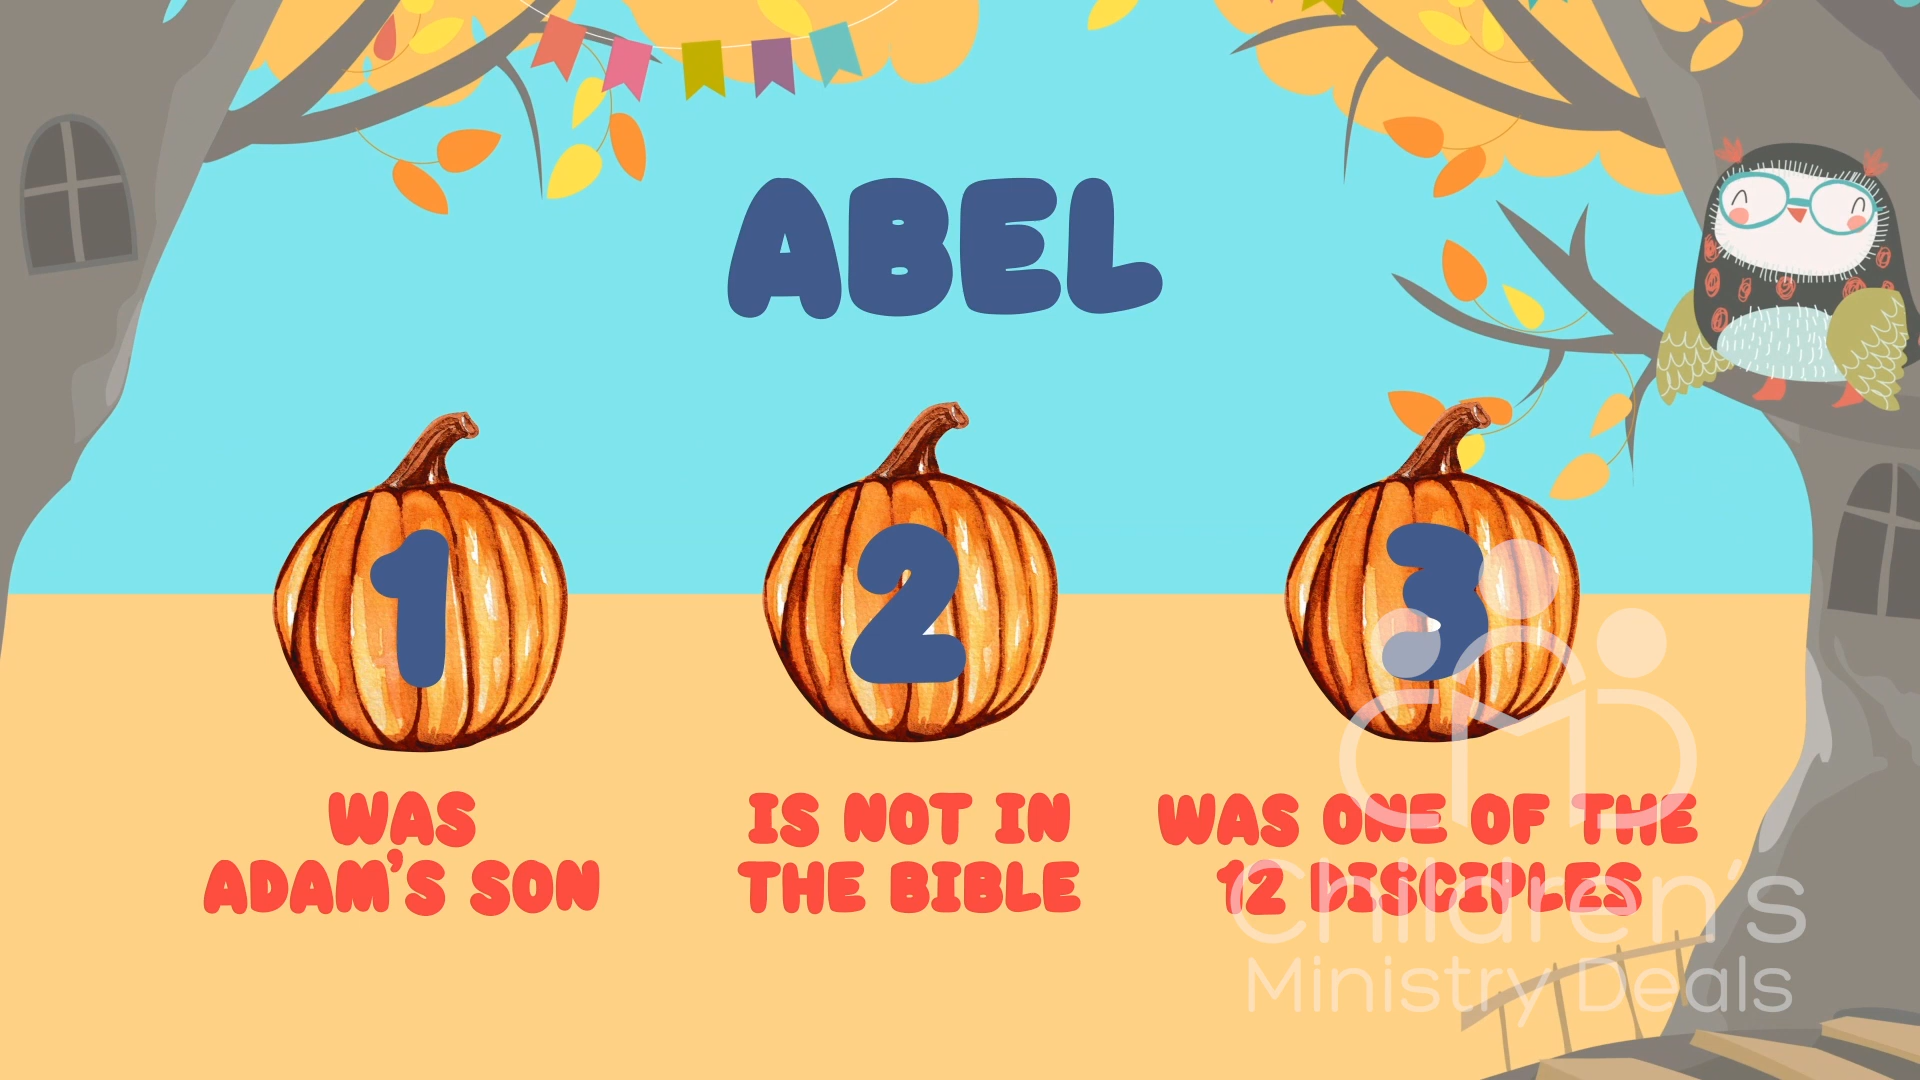 ABEL
1
2
3
WAS
ADAM'S SON
IS NOT IN
THE BIBLE
WAS ONE OF THE
12 DISCIPLES
cmd
Children's
Ministry Deals